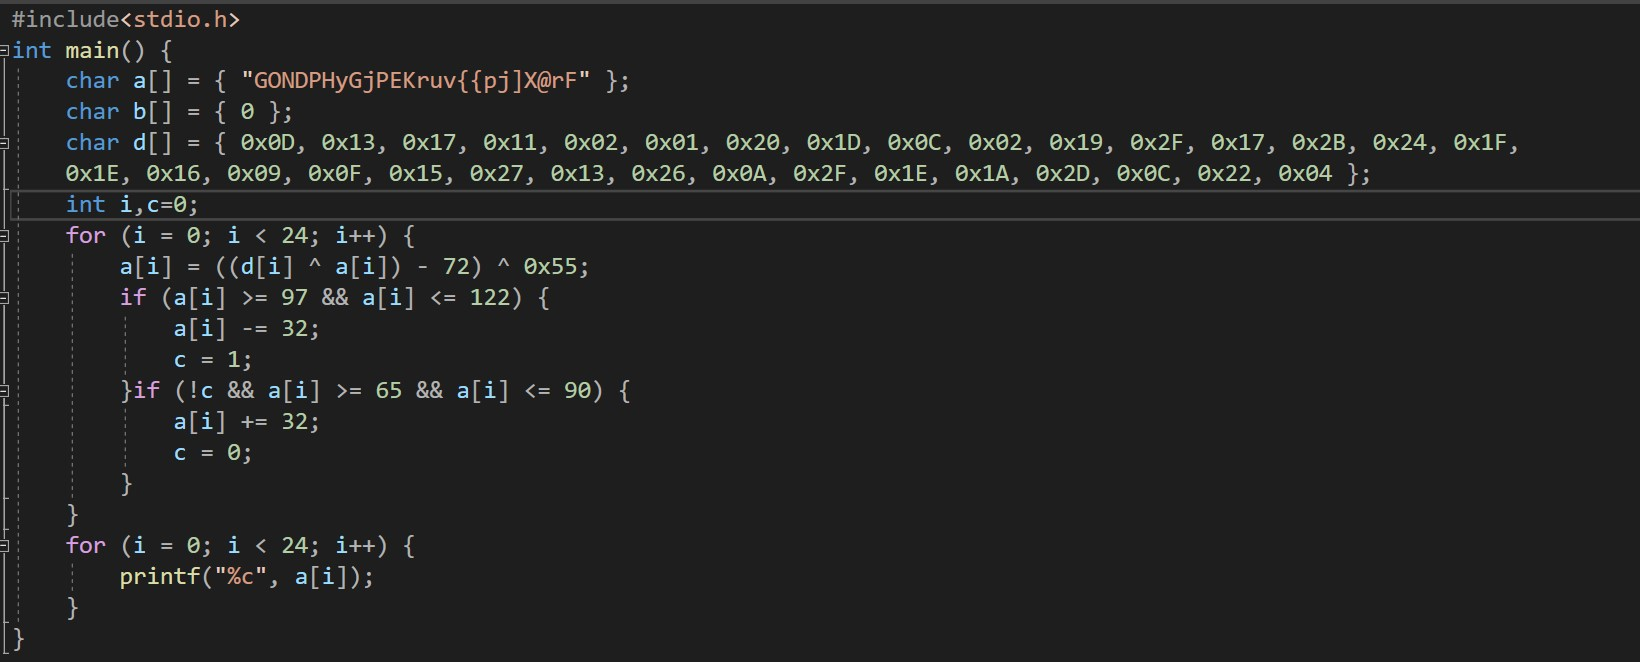 #include<stdio.h>
int main() {
    char a[] = { "GONDPHyGjPEKruv{{pj]X@rF" };
    char b[] = { 0 };
    char d[] = { 0x0D, 0x13, 0x17, 0x11, 0x02, 0x01, 0x20, 0x1D, 0x0C, 0x02, 0x19, 0x2F, 0x17, 0x2B, 0x24, 0x1F,
    0x1E, 0x16, 0x09, 0x0F, 0x15, 0x27, 0x13, 0x26, 0x0A, 0x2F, 0x1E, 0x1A, 0x2D, 0x0C, 0x22, 0x04 };
    int i,c=0;
    for (i = 0; i < 24; i++) {
        a[i] = ((d[i] ^ a[i]) - 72) ^ 0x55;
        if (a[i] >= 97 && a[i] <= 122) {
            a[i] -= 32;
            c = 1;
        }if (!c && a[i] >= 65 && a[i] <= 90) {
            a[i] += 32;
            c = 0;
        }
    }
    for (i = 0; i < 24; i++) {
        printf("%c", a[i]);
    }
}